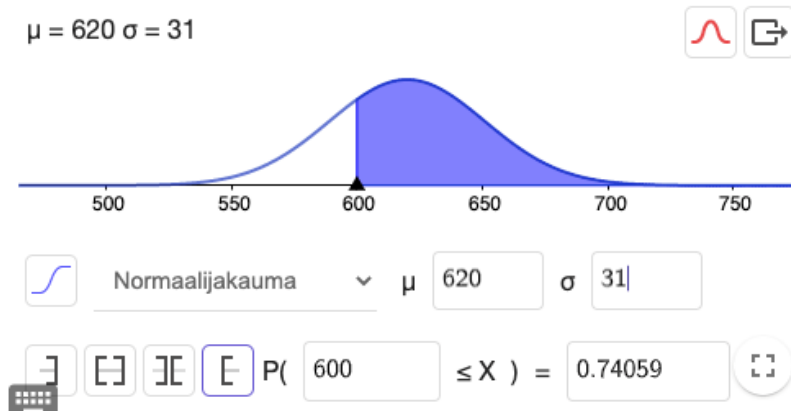 μ = 620 σ = 31
500 550 600 650 700 750
Normaalijakauma μ 620 σ 31
P( 600 ≤ X ) = 0.74059